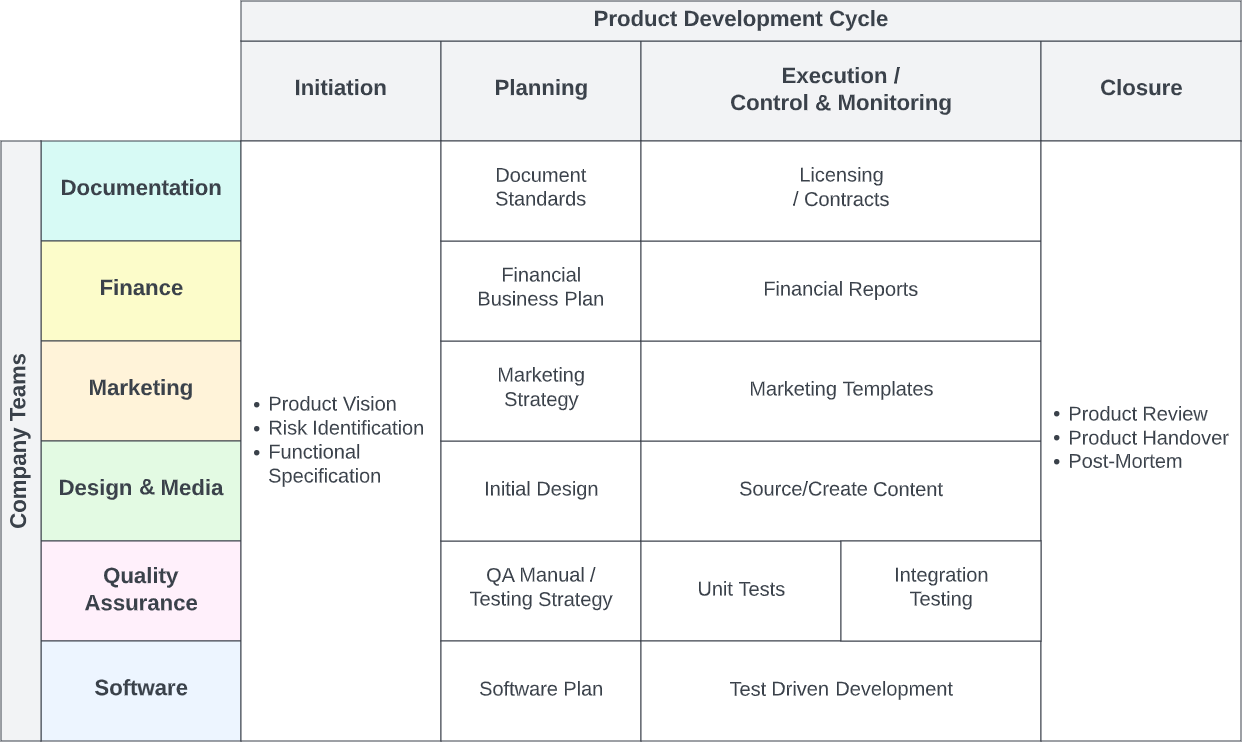 Product Development Cycle
Initiation
Planning
Execution /
Control & Monitoring
Closure
Company Teams
Documentation
Document
Standards
Licensing
/ Contracts
Finance
Financial
Business Plan
Financial Reports
Marketing
Marketing
Strategy
Marketing Templates
• Product Vision
• Risk Identification
• Functional
Specification
• Product Review
• Product Handover
• Post-Mortem
Design & Media
Initial Design
Source/Create Content
Quality
Assurance
QA Manual /
Testing Strategy
Unit Tests
Integration
Testing
Software
Software Plan
Test Driven Development